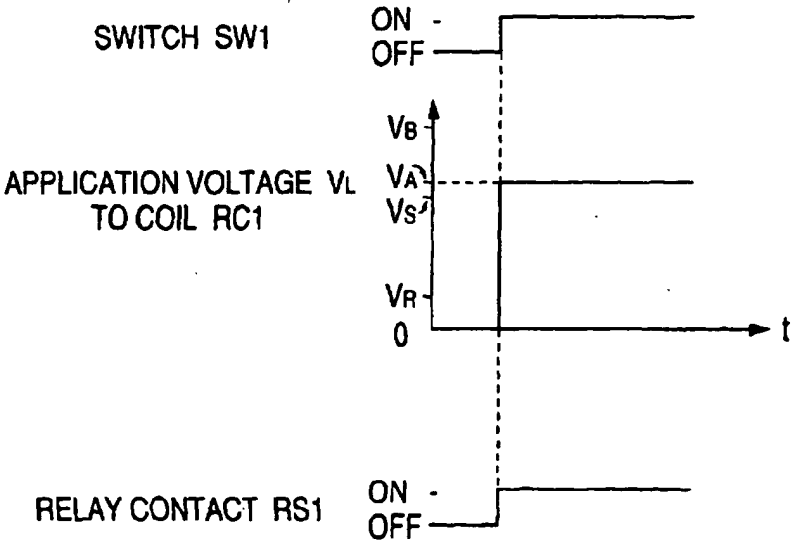 SWITCH SW1
ON
OFF
APPLICATION VOLTAGE VL
TO COIL RC1
VB
VA
VS
VR
0
t
RELAY CONTACT RS1
ON
OFF